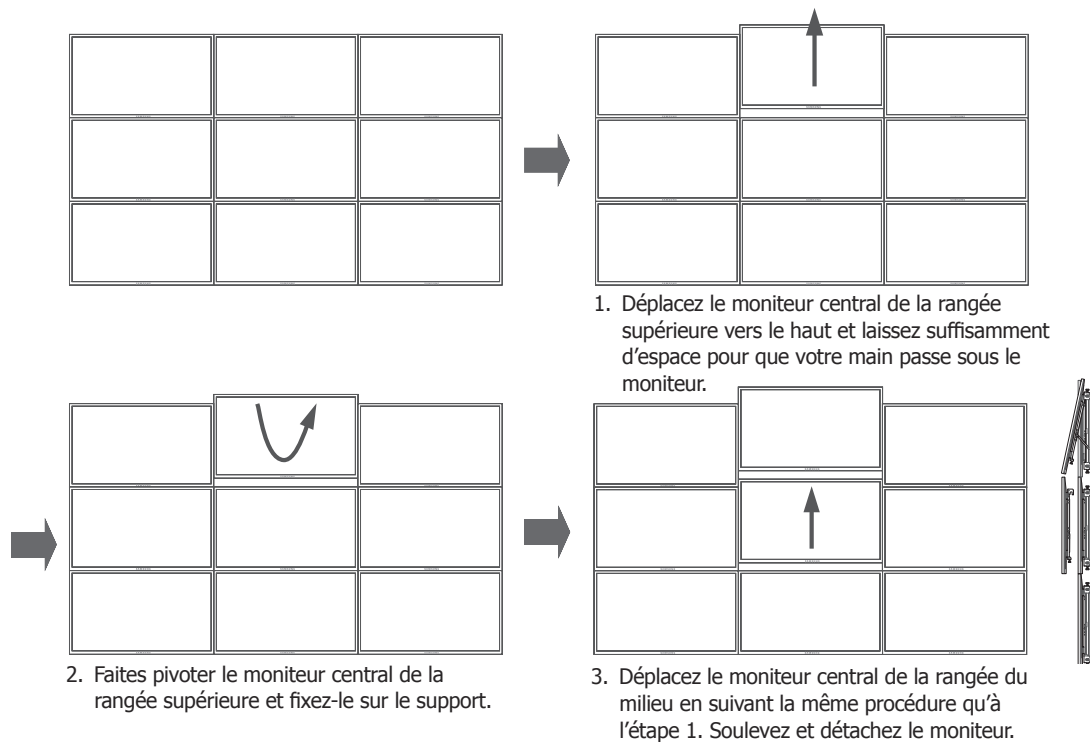 1. Déplacez le moniteur central de la rangée
supérieure vers le haut et laissez suffisamment
d’espace pour que votre main passe sous le
moniteur.
2. Faites pivoter le moniteur central de la
rangée supérieure et fixez-le sur le support.
3. Déplacez le moniteur central de la rangée du
milieu en suivant la même procédure qu’à
l’étape 1. Soulevez et détachez le moniteur.